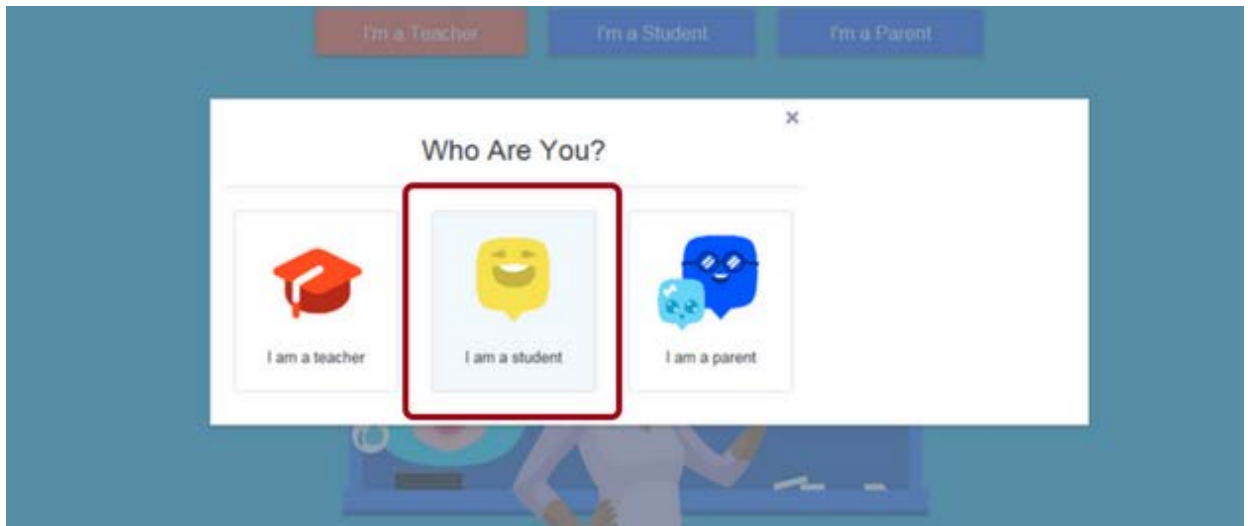 I'm a Teacher
I'm a Student
I'm a Parent
×
Who Are You?
I am a teacher
I am a student
I am a parent